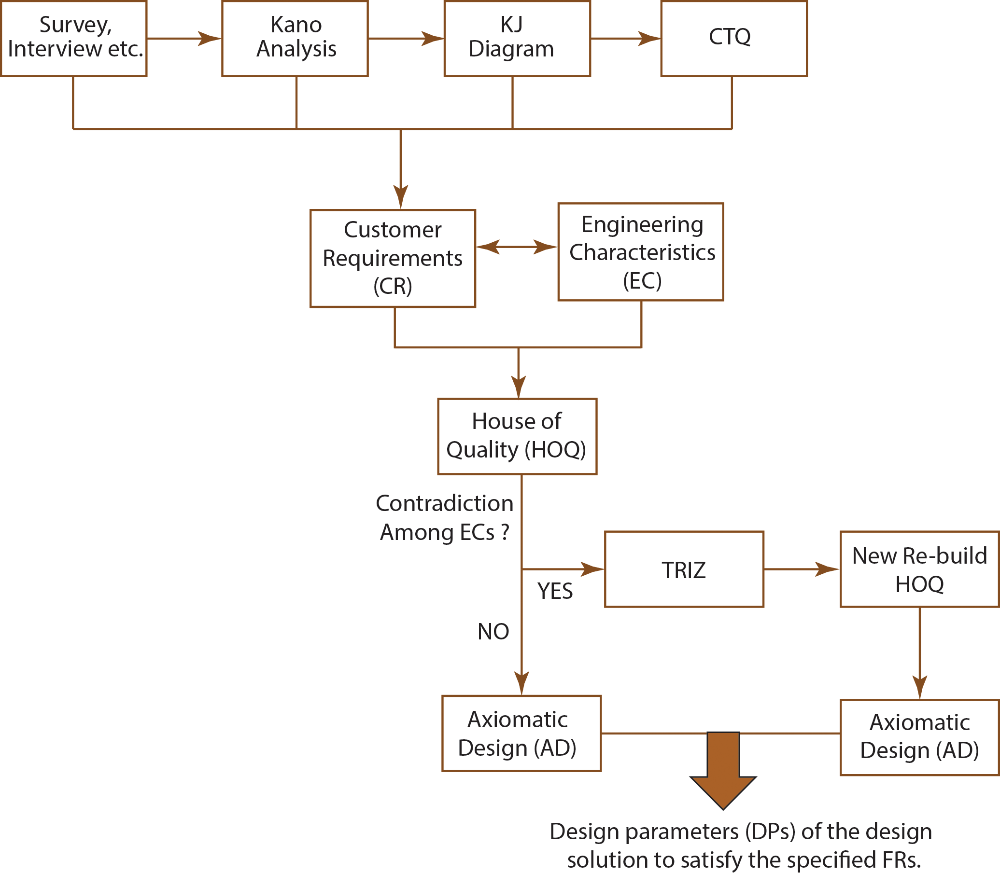 Survey,
Interview etc.
Kano
Analysis
KJ
Diagram
CTQ
Customer
Requirements
(CR)
Engineering
Characteristics
(EC)
House of
Quality (HOQ)
Contradiction
Among ECs ?
YES
TRIZ
New Re-build
HOQ
NO
Axiomatic
Design (AD)
Axiomatic
Design (AD)
Design parameters (DPs) of the design
solution to satisfy the specified FRs.